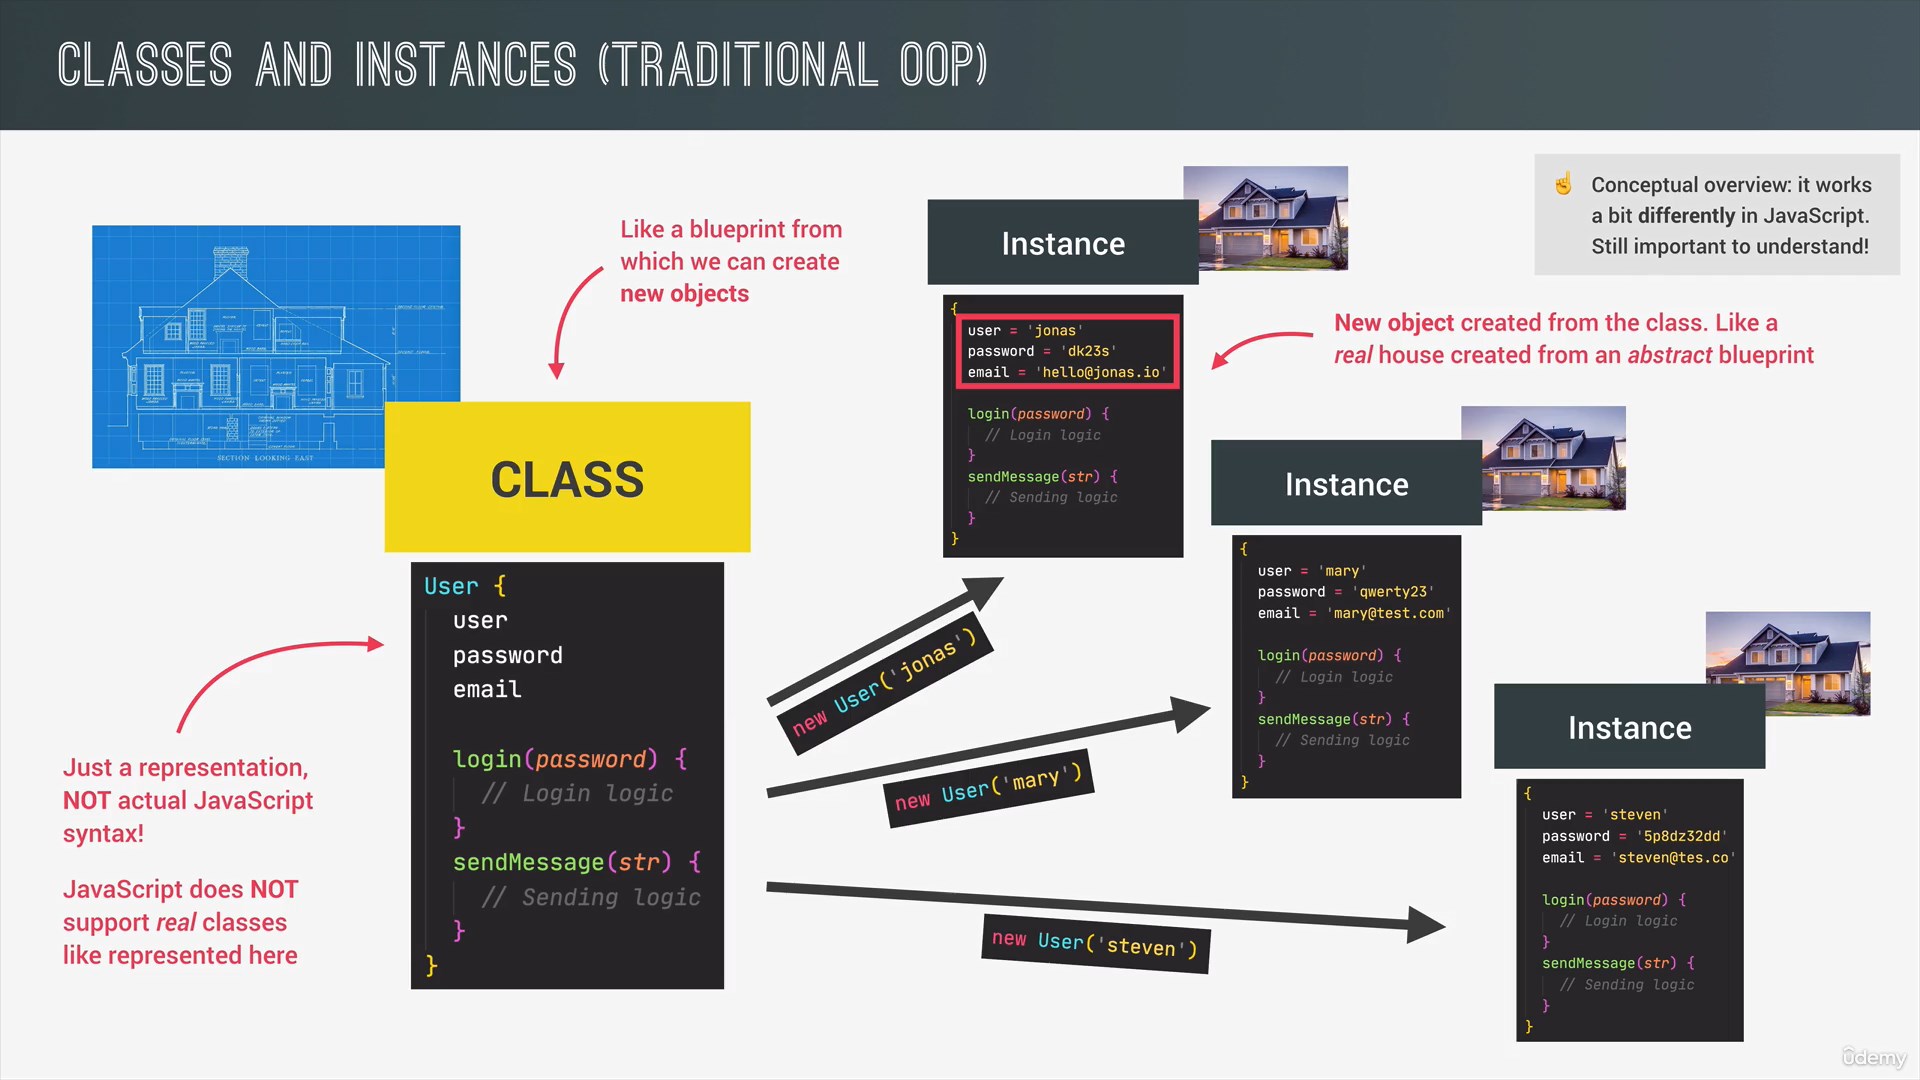 CLASSES AND INSTANCES (TRADITIONAL OOP)
☝ Conceptual overview: it works
a bit differently in JavaScript.
Still important to understand!
Like a blueprint from
which we can create
new objects
SECTION LOOKING EAST
CLASS
User {
user
password
email
login(password) {
// Login logic
}
sendMessage(str) {
// Sending logic
}
}
Just a representation,
NOT actual JavaScript
syntax!
JavaScript does NOT
support real classes
like represented here
new User('jonas')
new User('mary')
new User('steven')
Instance
{
user = 'jonas'
password = 'dk23s'
email = 'hello@jonas.io'
login(password) {
// Login logic
}
sendMessage(str) {
// Sending logic
}
}
New object created from the class. Like a
real house created from an abstract blueprint
Instance
{
user = 'mary'
password = 'qwerty23'
email = 'mary@test.com'
login(password) {
// Login logic
}
sendMessage(str) {
// Sending logic
}
}
Instance
{
user = 'steven'
password = '5p8dz32dd'
email = 'steven@tes.co'
login(password) {
// Login logic
}
sendMessage(str) {
// Sending logic
}
}
ûdemy